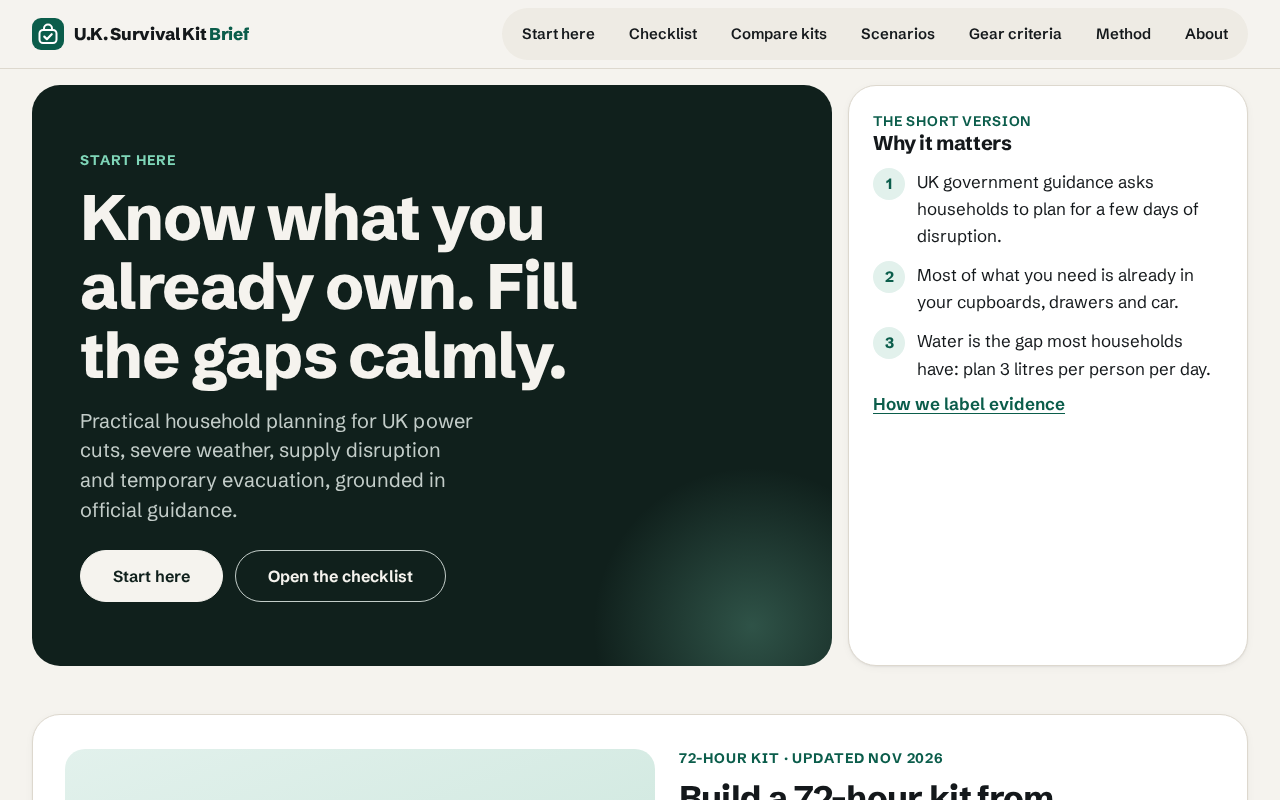 U.K. Survival Kit Brief
Start here
Checklist
Compare kits
Scenarios
Gear criteria
Method
About
START HERE
Know what you
already own. Fill
the gaps calmly.
Practical household planning for UK power
cuts, severe weather, supply disruption
and temporary evacuation, grounded in
official guidance.
Start here
Open the checklist
THE SHORT VERSION
Why it matters
1 UK government guidance asks
households to plan for a few days of
disruption.
2 Most of what you need is already in
your cupboards, drawers and car.
3 Water is the gap most households
have: plan 3 litres per person per day.
How we label evidence
72-HOUR KIT · UPDATED NOV 2026
Build a 72-hour kit from